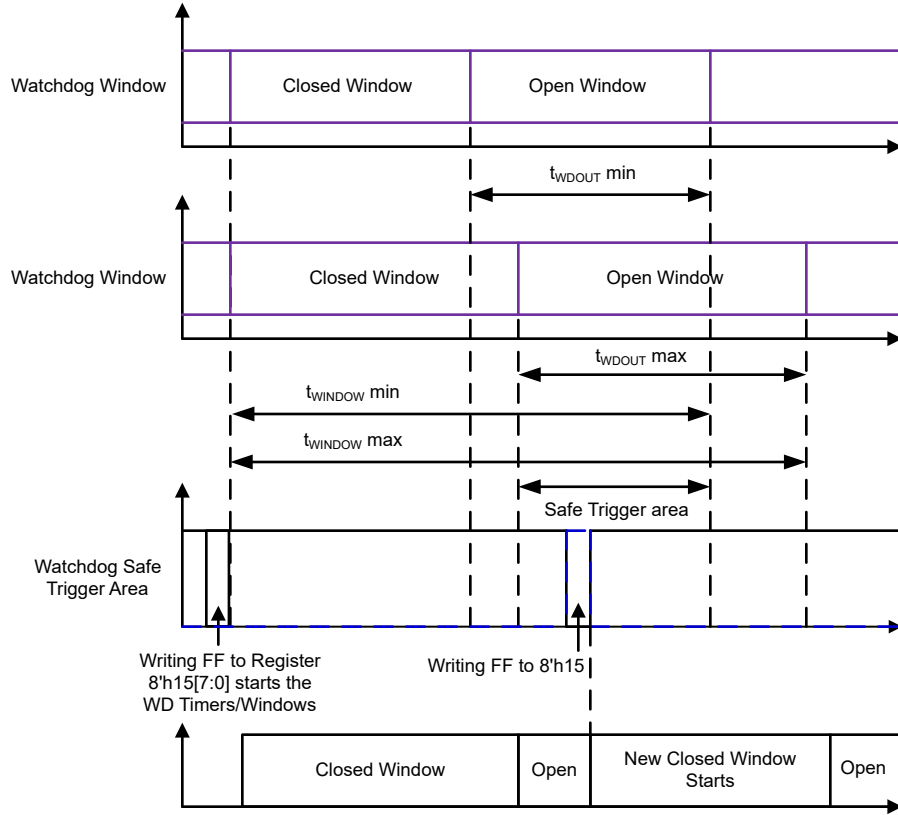 Watchdog Window
Closed Window
Open Window
tWDOUT min
Watchdog Window
Closed Window
Open Window
tWDOUT max
tWINDOW min
tWINDOW max
Safe Trigger area
Watchdog Safe
Trigger Area
Writing FF to Register
8'h15[7:0] starts the
WD Timers/Windows
Writing FF to 8'h15
Closed Window
Open
New Closed Window
Starts
Open